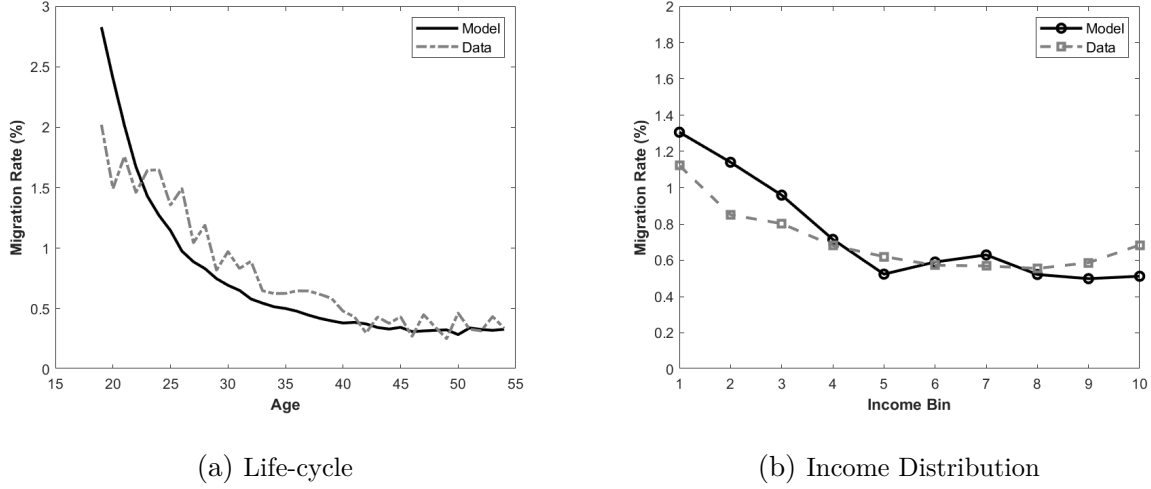 3
2.5
2
1.5
1
0.5
0
15 20 25 30 35 40 45 50 55
Migration Rate (%)
Age
Model
Data
(a) Life-cycle
2
1.8
1.6
1.4
1.2
1
0.8
0.6
0.4
0.2
0
1 2 3 4 5 6 7 8 9 10
Migration Rate (%)
Income Bin
Model
Data
(b) Income Distribution